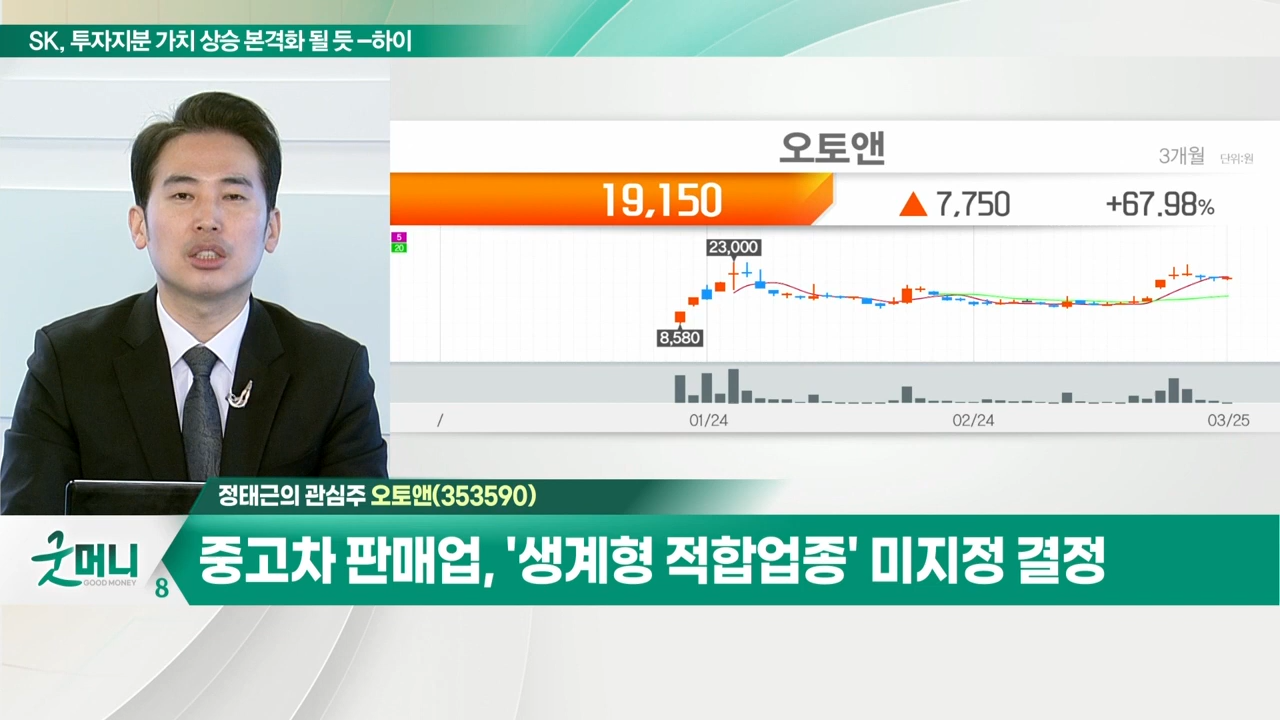 SK, 투자지분 가치 상승 본격화 될 듯 –하이
오토앤
3개월 단위:원
19,150 ▲ 7,750 +67.98%
5
20
23,000
8,580
/ 01/24 02/24 03/25
정태근의 관심주 오토앤(353590)
굿머니
GOOD MONEY
8
중고차 판매업, '생계형 적합업종' 미지정 결정